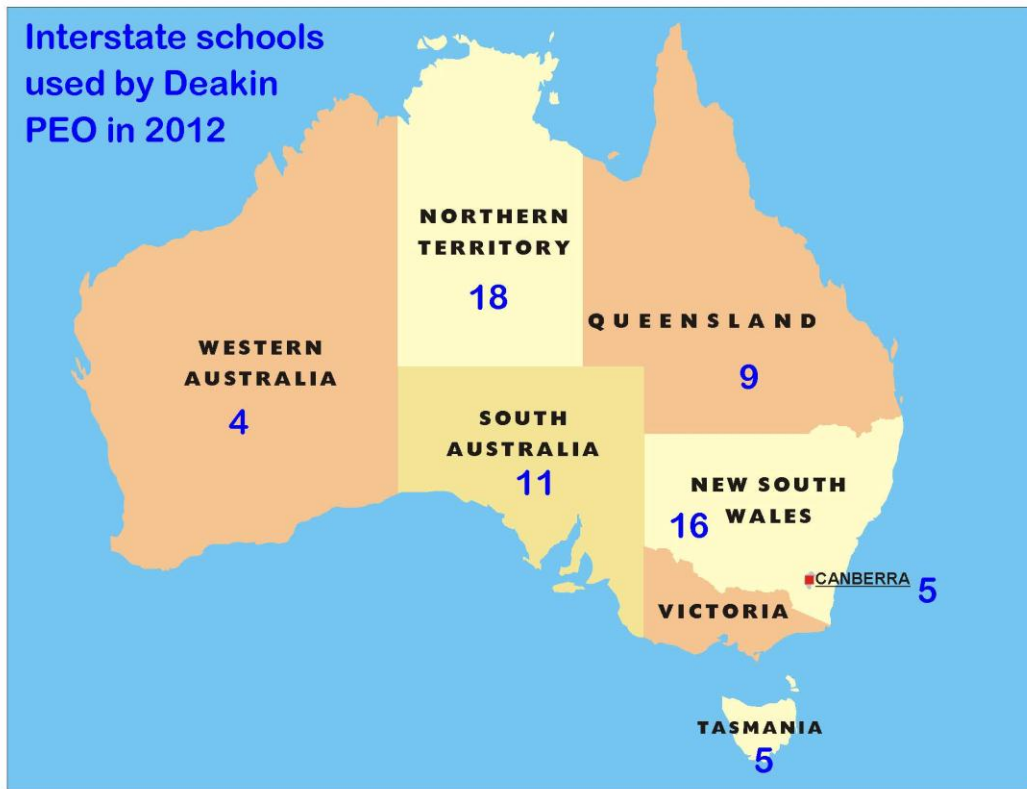 Interstate schools
used by Deakin
PEO in 2012
NORTHERN
TERRITORY
18
QUEENSLAND
9
WESTERN
AUSTRALIA
4
SOUTH
AUSTRALIA
11
NEW SOUTH
WALES
16
CANBERRA
5
VICTORIA
TASMANIA
5